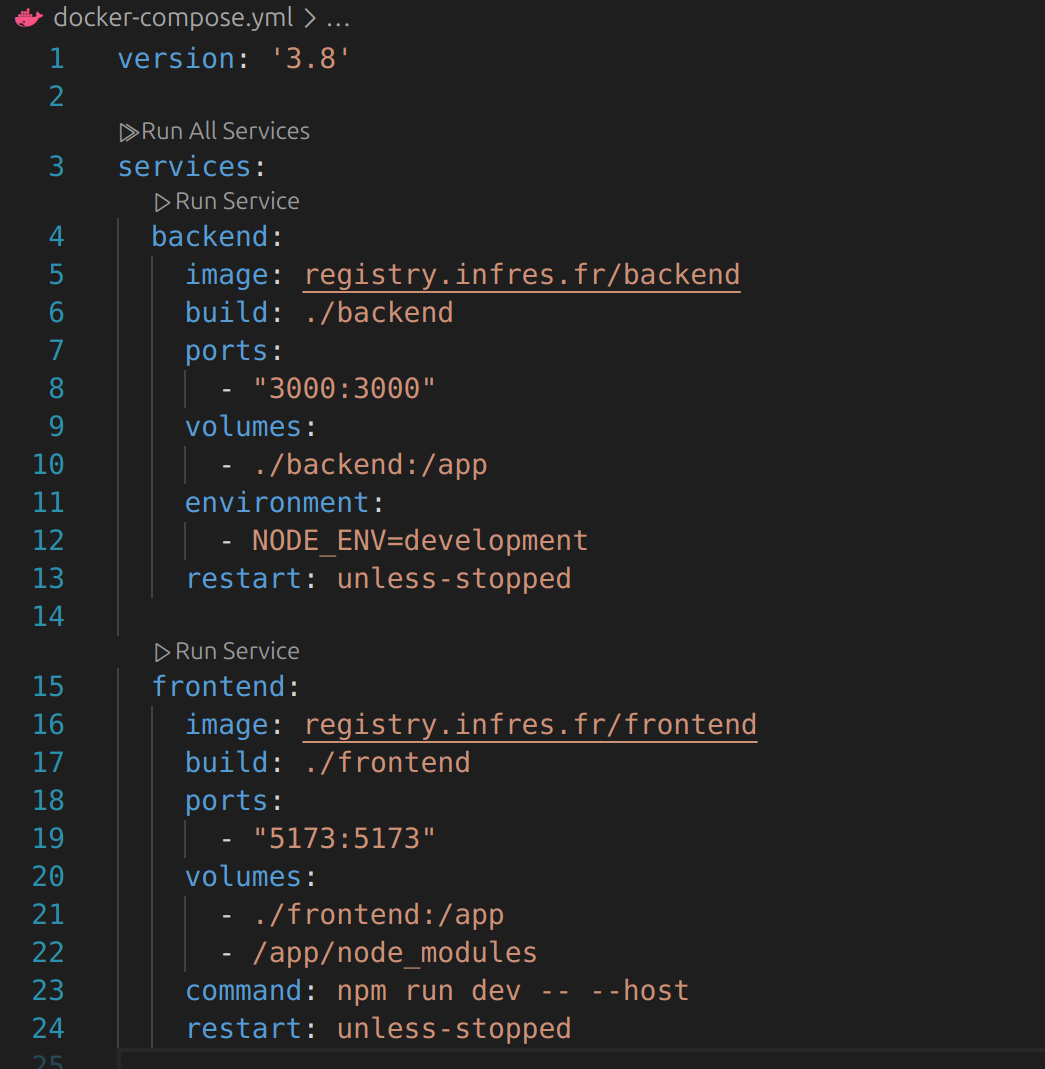 docker-compose.yml > ...
1 version: '3.8'
2
Run All Services
3 services:
Run Service
4 backend:
5 image: registry.infres.fr/backend
6 build: ./backend
7 ports:
8 - "3000:3000"
9 volumes:
10 - ./backend:/app
11 environment:
12 - NODE_ENV=development
13 restart: unless-stopped
14
Run Service
15 frontend:
16 image: registry.infres.fr/frontend
17 build: ./frontend
18 ports:
19 - "5173:5173"
20 volumes:
21 - ./frontend:/app
22 - /app/node_modules
23 command: npm run dev -- --host
24 restart: unless-stopped
25